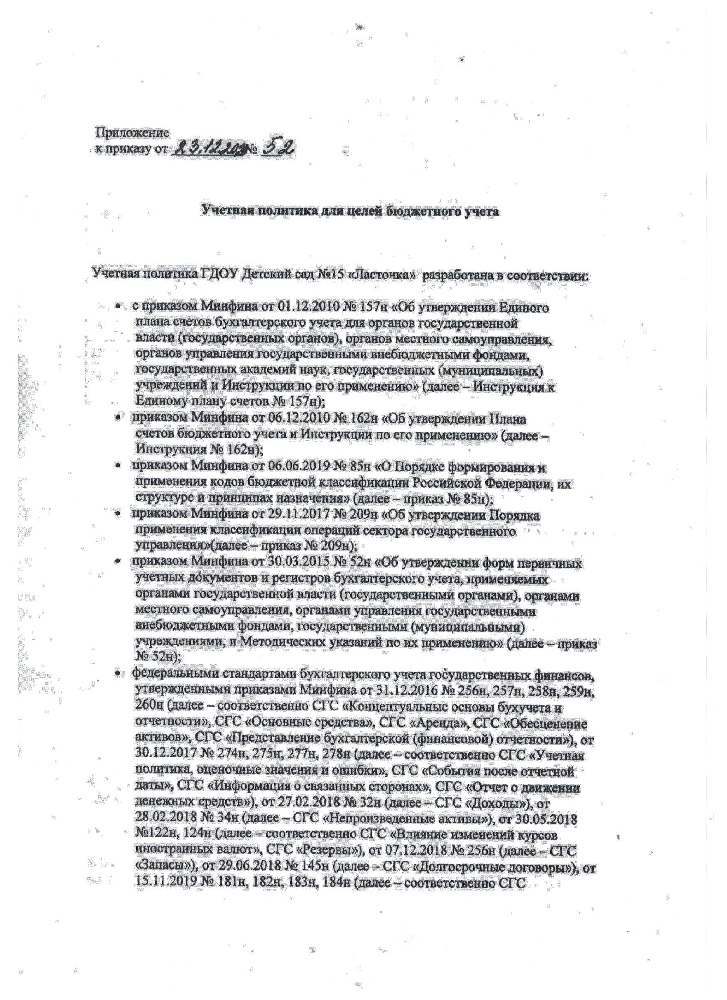 Приложение
к приказу от 23.12.2020 № 52
Учетная политика для целей бюджетного учета
Учетная политика ГДОУ Детский сад №15 «Ласточка» разработана в соответствии:
• с приказом Минфина от 01.12.2010 № 157н «Об утверждении Единого
плана счетов бухгалтерского учета для органов государственной
власти (государственных органов), органов местного самоуправления,
органов управления государственными внебюджетными фондами,
государственных академий наук, государственных (муниципальных)
учреждений и Инструкции по его применению» (далее – Инструкция к
Единому плану счетов № 157н);
• приказом Минфина от 06.12.2010 № 162н «Об утверждении Плана
счетов бюджетного учета и Инструкции по его применению» (далее –
Инструкция № 162н);
• приказом Минфина от 06.06.2019 № 85н «О Порядке формирования и
применения кодов бюджетной классификации Российской Федерации, их
структуре и принципах назначения» (далее – приказ № 85н);
• приказом Минфина от 29.11.2017 № 209н «Об утверждении Порядка
применения классификации операций сектора государственного
управления»(далее – приказ № 209н);
• приказом Минфина от 30.03.2015 № 52н «Об утверждении форм первичных
учетных документов и регистров бухгалтерского учета, применяемых
органами государственной власти (государственными органами), органами
местного самоуправления, органами управления государственными
внебюджетными фондами, государственными (муниципальными)
учреждениями, и Методических указаний по их применению» (далее – приказ
№ 52н);
• федеральными стандартами бухгалтерского учета государственных финансов,
утвержденными приказами Минфина от 31.12.2016 № 256н, 257н, 258н, 259н,
260н (далее – соответственно СГС «Концептуальные основы бухучета и
отчетности», СГС «Основные средства», СГС «Аренда», СГС «Обесценение
активов», СГС «Представление бухгалтерской (финансовой) отчетности»), от
30.12.2017 № 274н, 275н, 277н, 278н (далее – соответственно СГС «Учетная
политика, оценочные значения и ошибки», СГС «События после отчетной
даты», СГС «Информация о связанных сторонах», СГС «Отчет о движении
денежных средств»), от 27.02.2018 № 32н (далее – СГС «Доходы»), от
28.02.2018 № 34н (далее – СГС «Непроизведенные активы»), от 30.05.2018
№122н, 124н (далее – соответственно СГС «Влияние изменений курсов
иностранных валют», СГС «Резервы»), от 07.12.2018 № 256н (далее – СГС
«Запасы»), от 29.06.2018 № 145н (далее – СГС «Долгосрочные договоры»), от
15.11.2019 № 181н, 182н, 183н, 184н (далее – соответственно СГС